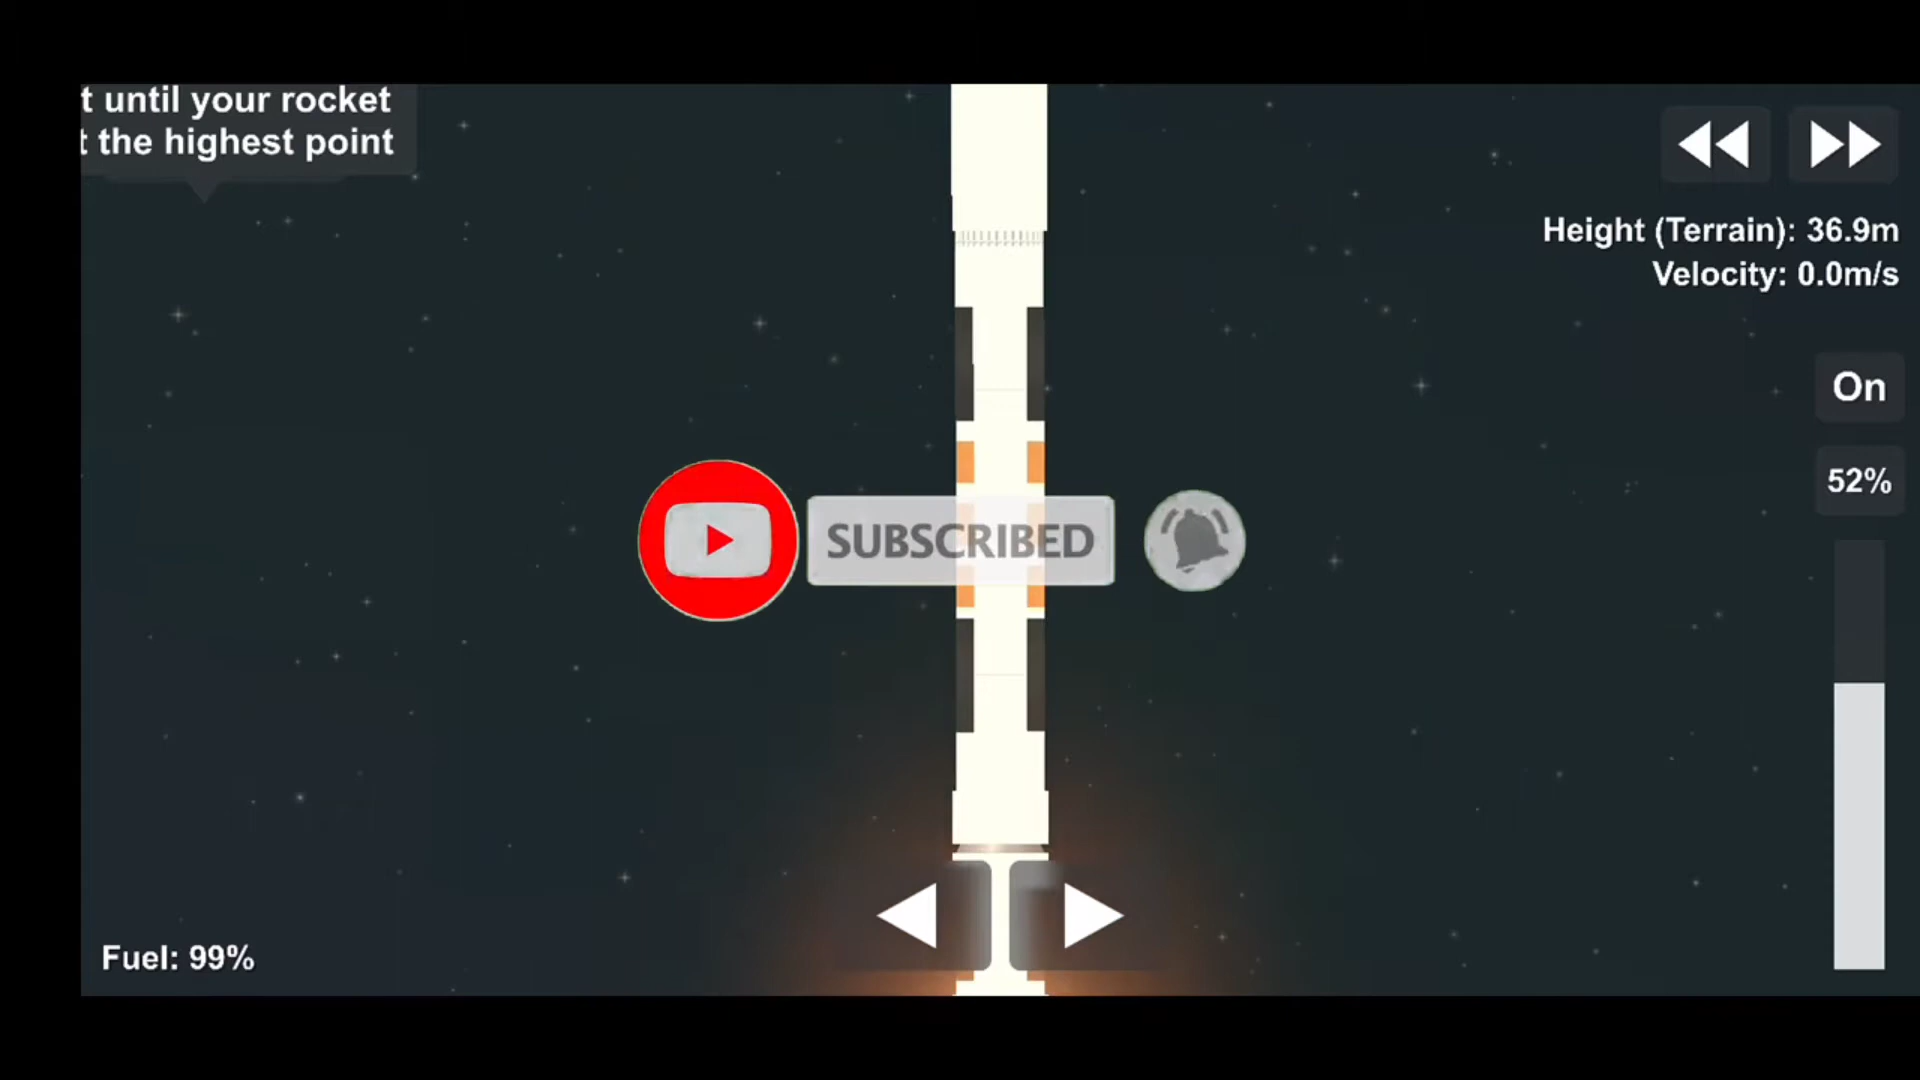 t until your rocket
t the highest point
Height (Terrain): 36.9m
Velocity: 0.0m/s
On
52%
SUBSCRIBED
Fuel: 99%